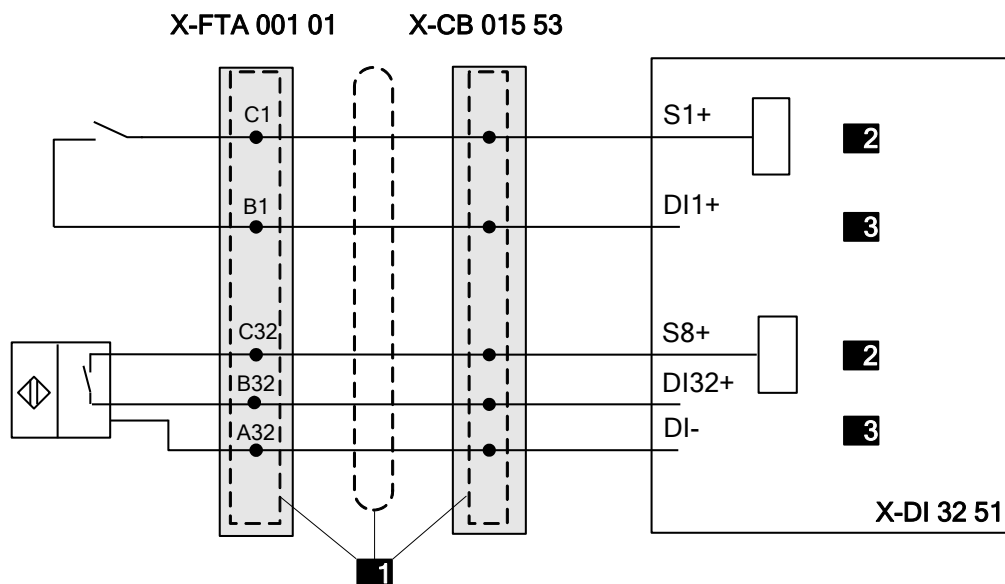 X-FTA 001 01 X-CB 015 53
C1 S1+ 2
B1 DI1+ 3
C32 S8+ 2
B32 DI32+
A32 DI- 3
X-DI 32 51
1